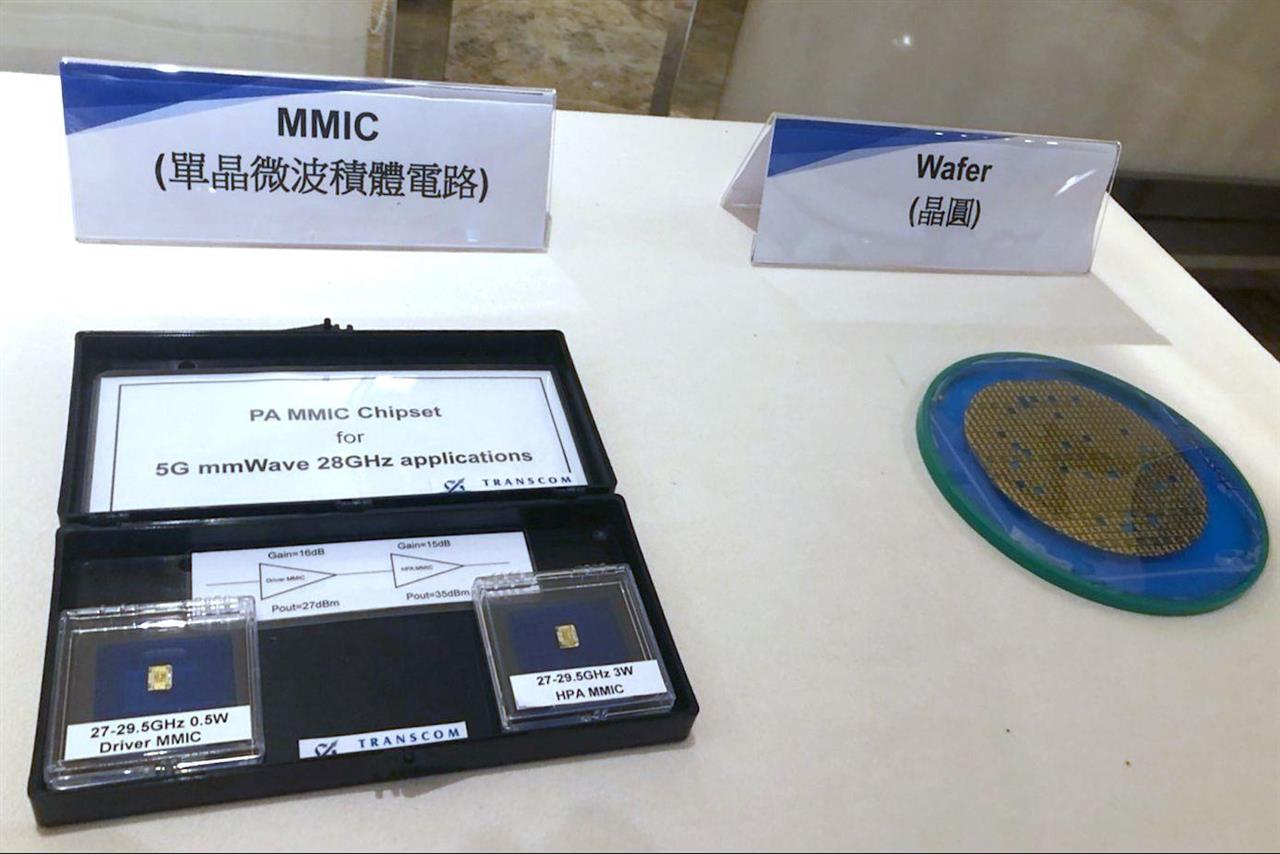 MMIC
(單晶微波積體電路)
Wafer
(晶圓)
PA MMIC Chipset
for
5G mmWave 28GHz applications
TRANSCOM
Gain=16dB
Gain=15dB
Driver MMIC
HPA MMIC
Pout=27dBm
Pout=35dBm
27-29.5GHz 0.5W
Driver MMIC
27-29.5GHz 3W
HPA MMIC
TRANSCOM